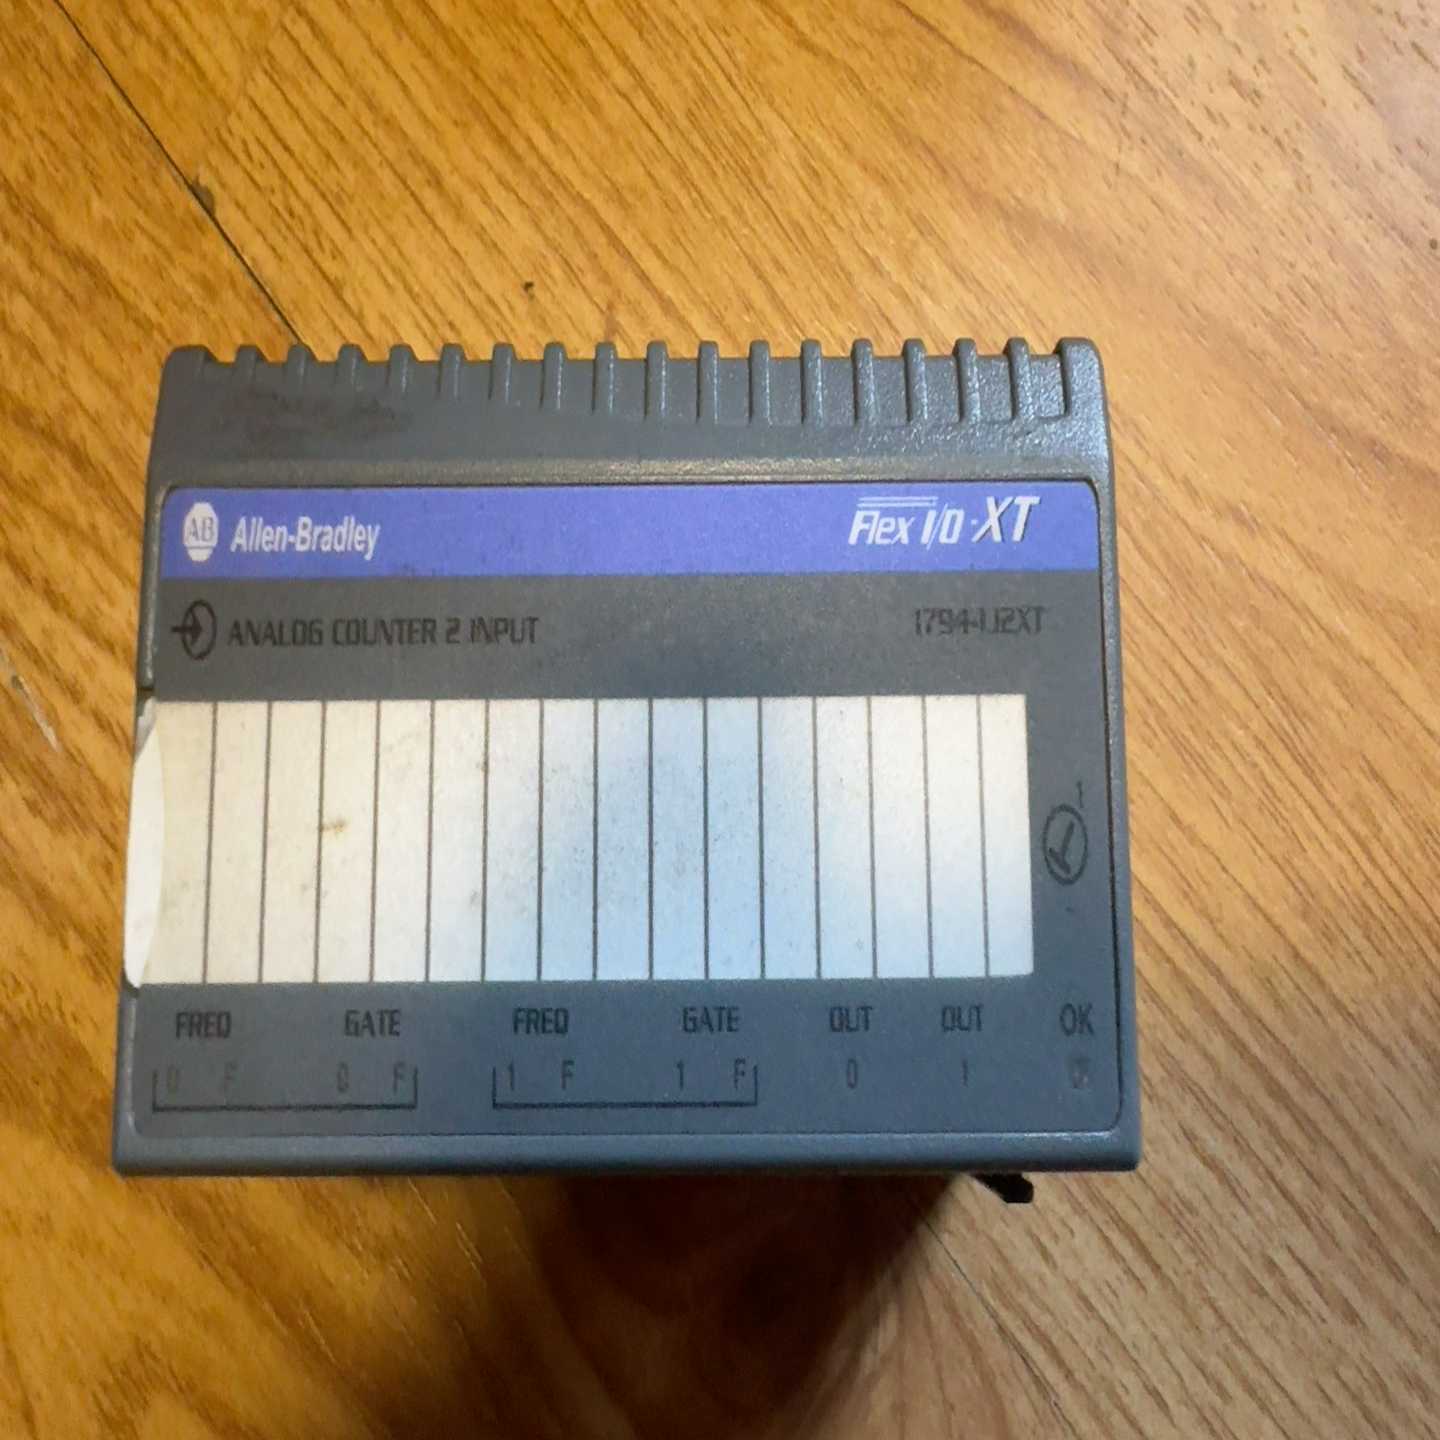 AB Allen-Bradley
Flex I/O-XT
ANALOG COUNTER 2 INPUT
1794-IJ2XT
FREQ GATE FREQ GATE OUT OUT OK
0 F 0 F 1 F 1 F 0 1